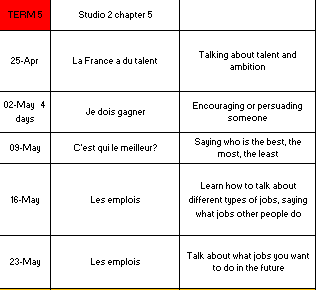 TERM 5
Studio 2 chapter 5
25-Apr
La France a du talent
Talking about talent and
ambition
02-May 4
days
Je dois gagner
Encouraging or persuading
someone
09-May
C'est qui le meilleur?
Saying who is the best, the
most, the least
16-May
Les emplois
Learn how to talk about
different types of jobs, saying
what jobs other people do
23-May
Les emplois
Talk about what jobs you want
to do in the future